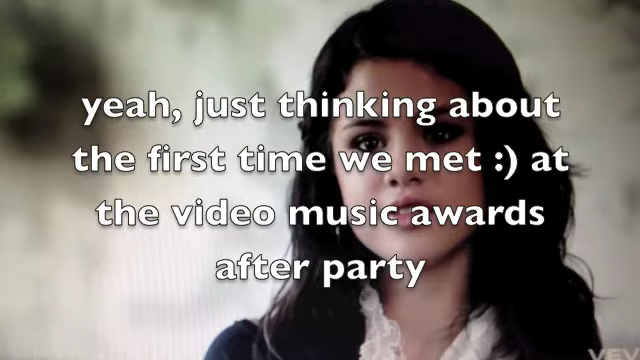 yeah, just thinking about
the first time we met :) at
the video music awards
after party